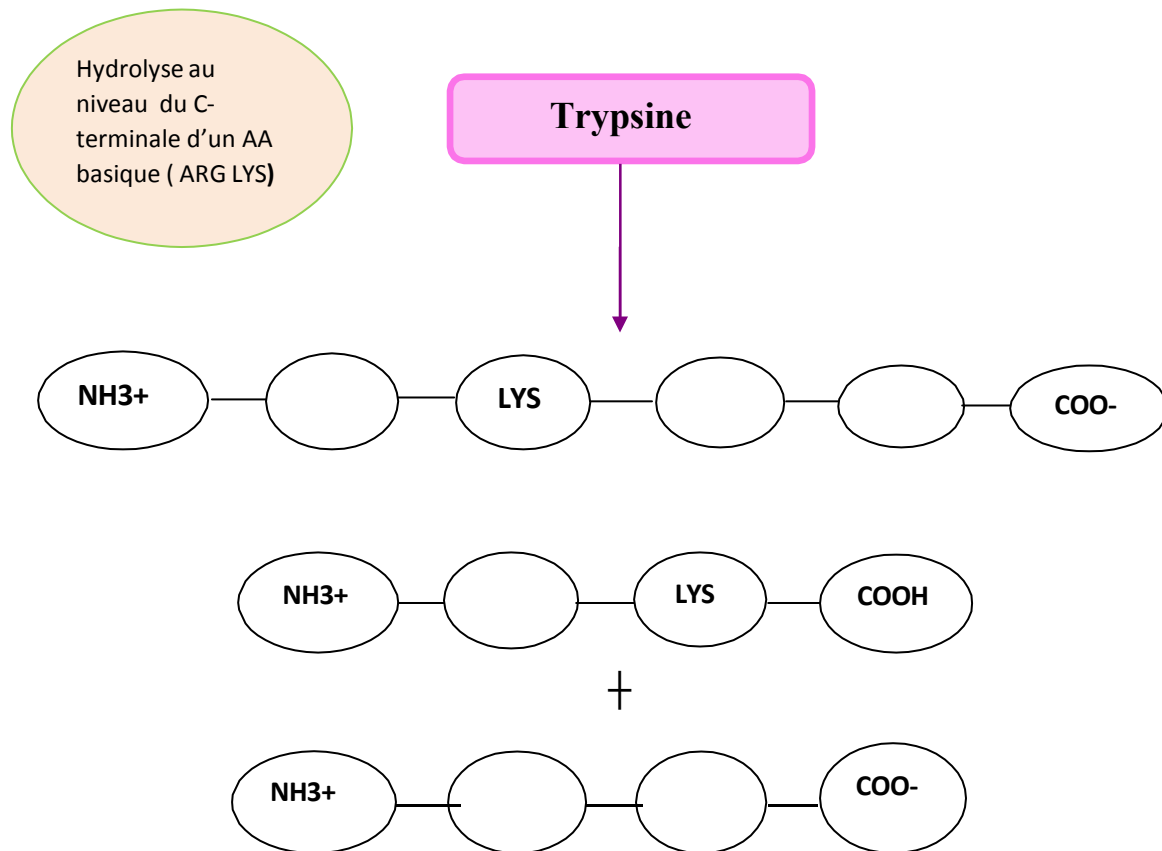 Hydrolyse au
niveau du C-
terminale d’un AA
basique ( ARG LYS)
Trypsine
NH3+ LYS COO-
NH3+ LYS COOH
+
NH3+ COO-